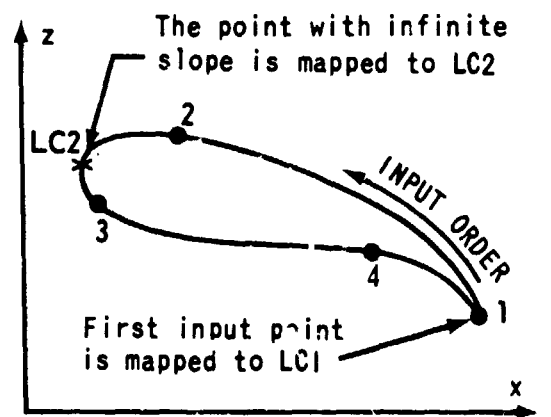 z
The point with infinite
slope is mapped to LC2
LC2
2
3
INPUT ORDER
4
1
First input point
is mapped to LC1
x